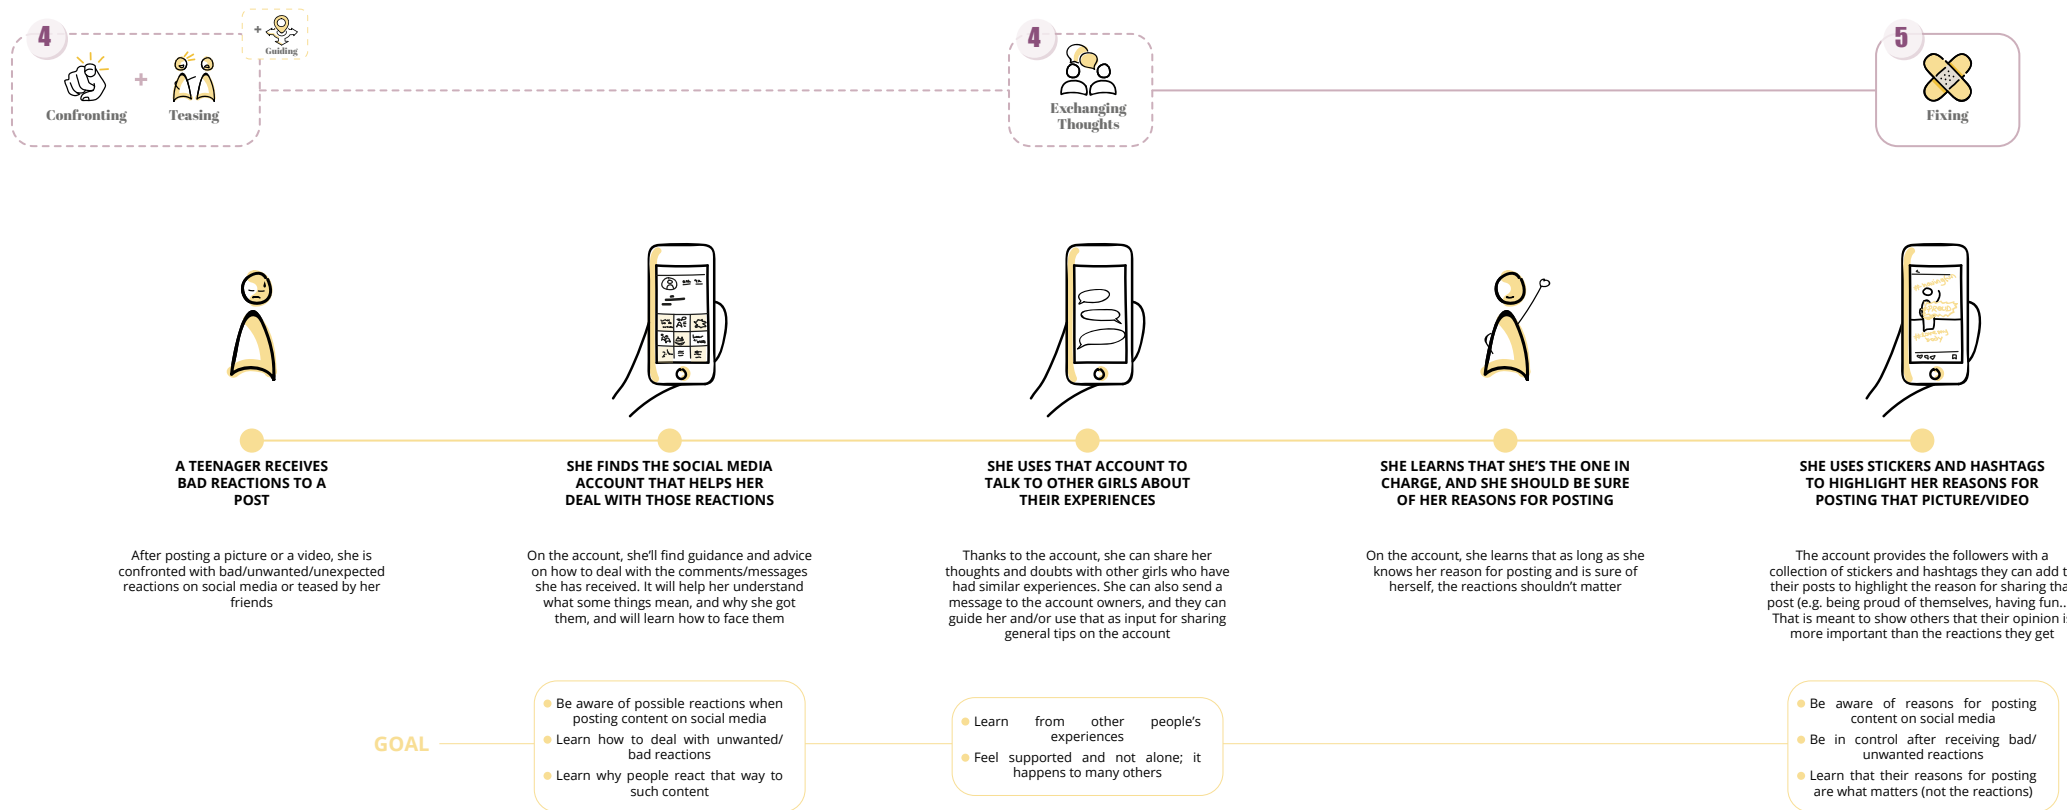 4
+
Guiding
Confronting
+
Teasing
4
Exchanging
Thoughts
5
Fixing
A TEENAGER RECEIVES
BAD REACTIONS TO A
POST
After posting a picture or a video, she is
confronted with bad/unwanted/unexpected
reactions on social media or teased by her
friends
SHE FINDS THE SOCIAL MEDIA
ACCOUNT THAT HELPS HER
DEAL WITH THOSE REACTIONS
On the account, she’ll find guidance and advice
on how to deal with the comments/messages
she has received. It will help her understand
what some things mean, and why she got
them, and will learn how to face them
SHE USES THAT ACCOUNT TO
TALK TO OTHER GIRLS ABOUT
THEIR EXPERIENCES
Thanks to the account, she can share her
thoughts and doubts with other girls who have
had similar experiences. She can also send a
message to the account owners, and they can
guide her and/or use that as input for sharing
general tips on the account
SHE LEARNS THAT SHE’S THE ONE IN
CHARGE, AND SHE SHOULD BE SURE
OF HER REASONS FOR POSTING
On the account, she learns that as long as she
knows her reason for posting and is sure of
herself, the reactions shouldn’t matter
SHE USES STICKERS AND HASHTAGS
TO HIGHLIGHT HER REASONS FOR
POSTING THAT PICTURE/VIDEO
The account provides the followers with a
collection of stickers and hashtags they can add t
their posts to highlight the reason for sharing tha
post (e.g. being proud of themselves, having fun..
That is meant to show others that their opinion is
more important than the reactions they get
GOAL
Be aware of possible reactions when
posting content on social media
Learn how to deal with unwanted/
bad reactions
Learn why people react that way to
such content
Learn from other people’s
experiences
Feel supported and not alone; it
happens to many others
Be aware of reasons for posting
content on social media
Be in control after receiving bad/
unwanted reactions
Learn that their reasons for posting
are what matters (not the reactions)